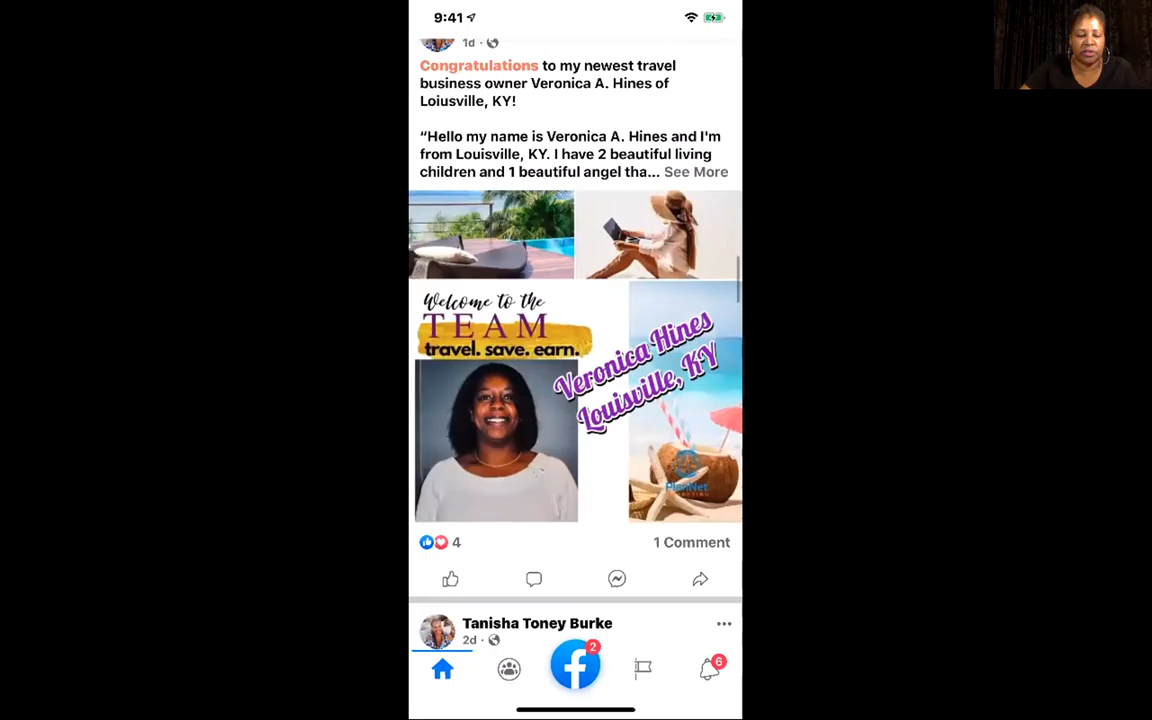 9:41
1d
Congratulations to my newest travel
business owner Veronica A. Hines of
Loiusville, KY!
“Hello my name is Veronica A. Hines and I'm
from Louisville, KY. I have 2 beautiful living
children and 1 beautiful angel tha... See More
Welcome to the
TEAM
travel. save. earn.
Veronica Hines
Louisville, KY
PlanNet
4
1 Comment
Tanisha Toney Burke
2d
2
6